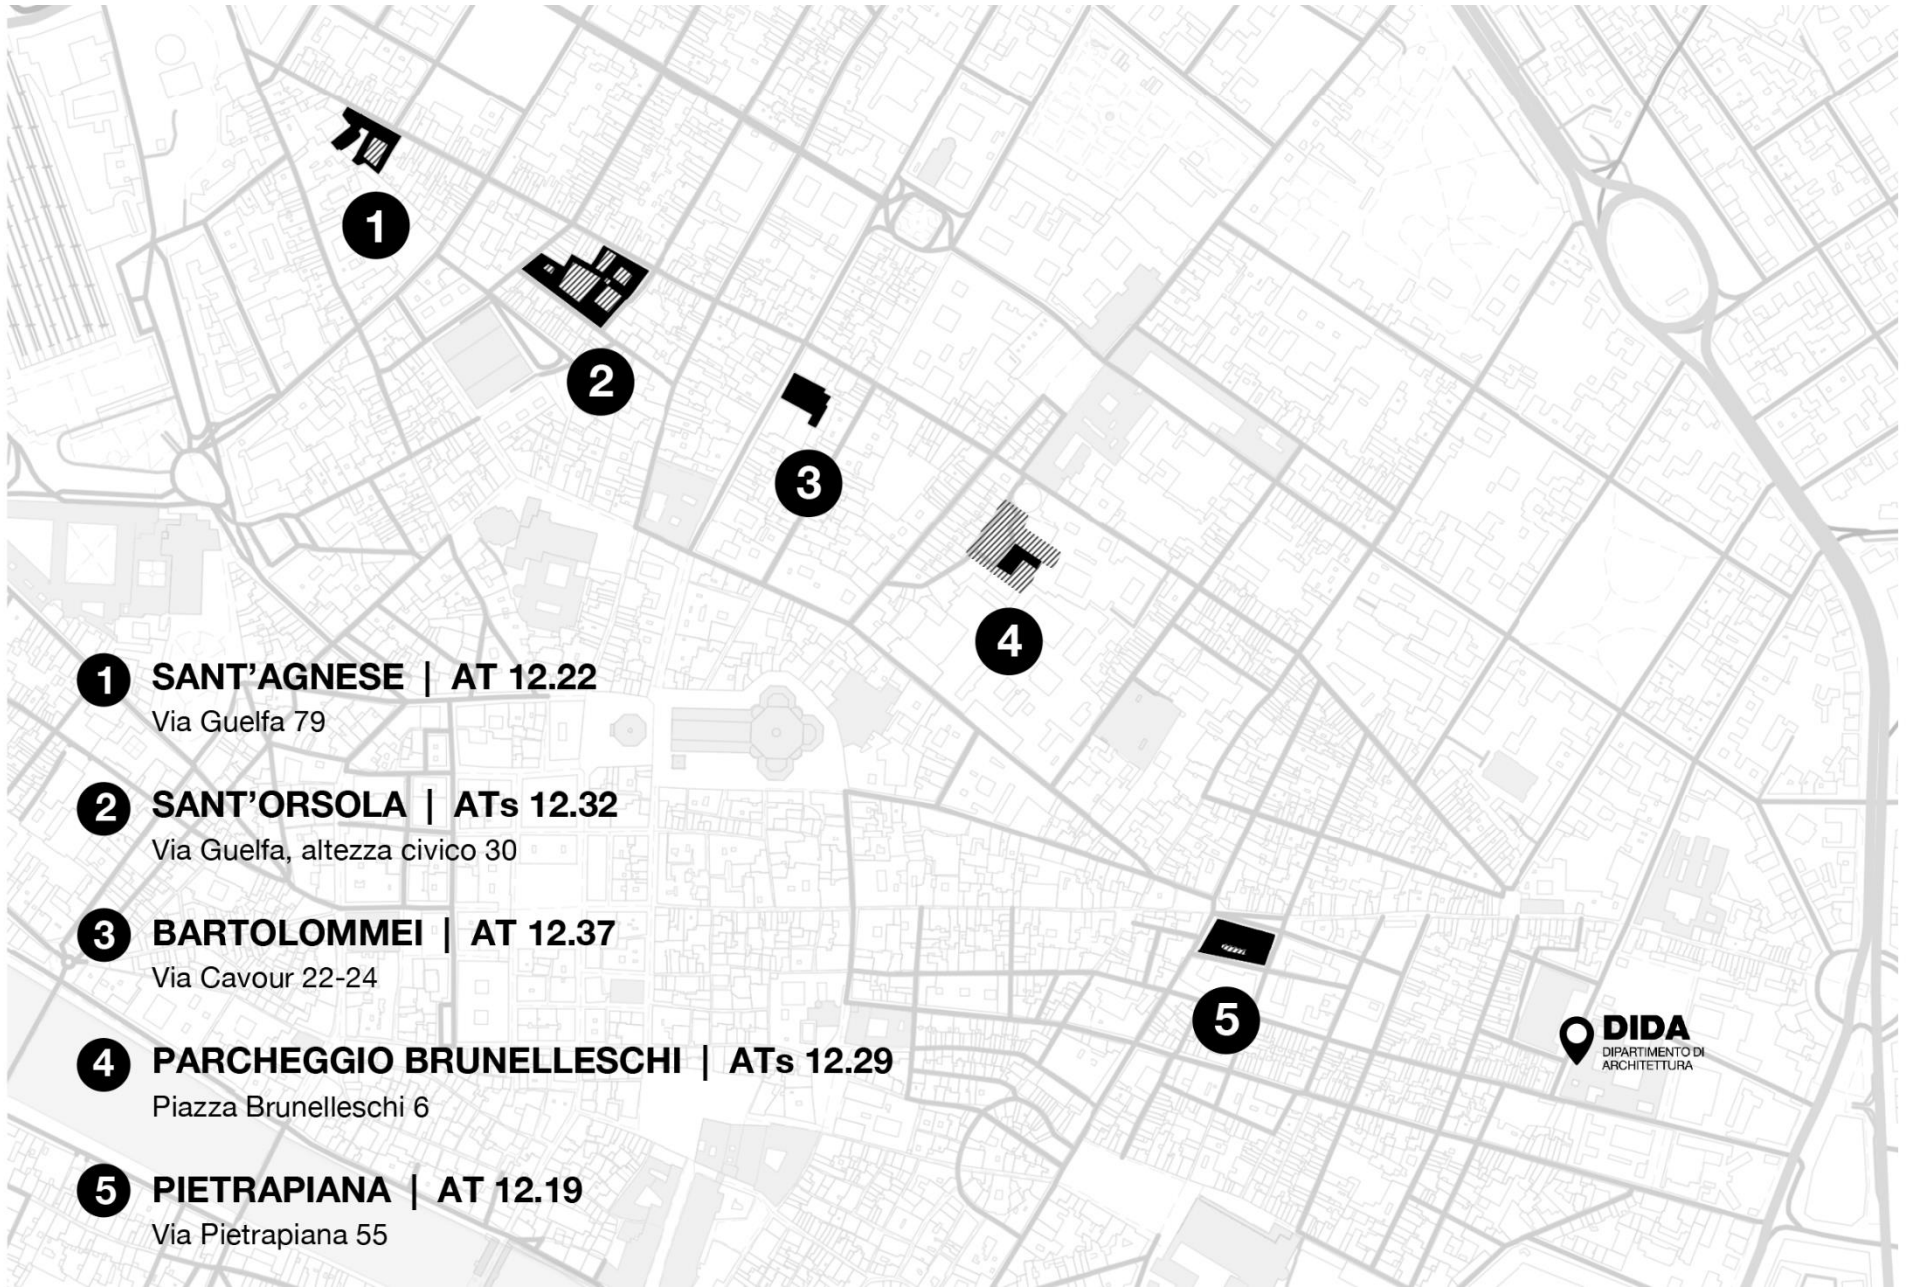 1
2
3
4
1 SANT'AGNESE | AT 12.22
Via Guelfa 79
2 SANT'ORSOLA | ATs 12.32
Via Guelfa, altezza civico 30
3 BARTOLOMMEI | AT 12.37
Via Cavour 22-24
4 PARCHEGGIO BRUNELLESCHI | ATs 12.29
Piazza Brunelleschi 6
5 PIETRAPIANA | AT 12.19
Via Pietrapiana 55
5
DIDA
DIPARTIMENTO DI
ARCHITETTURA